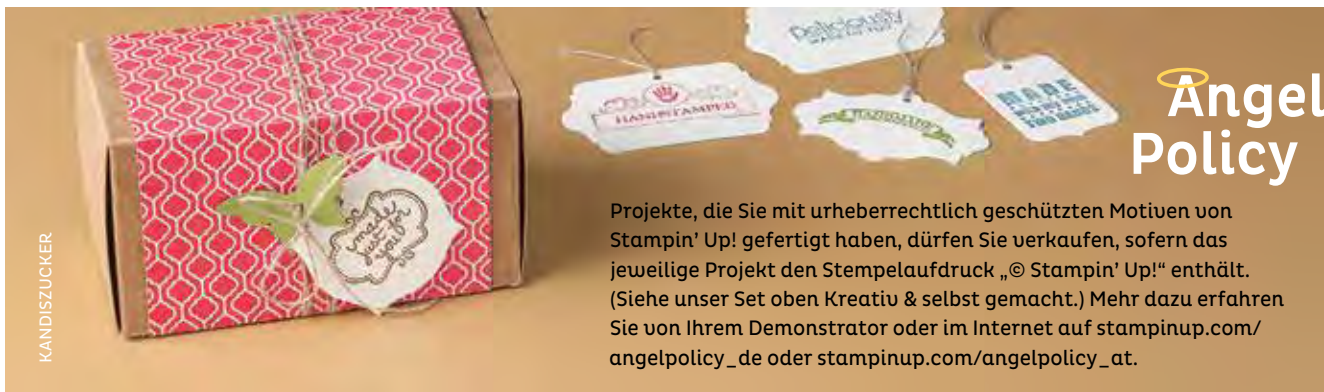 Deliciously
HANDSTAMPED
made
just for
you
KANDISZUCKER
Angel
Policy
Projekte, die Sie mit urheberrechtlich geschützten Motiven von
Stampin’ Up! gefertigt haben, dürfen Sie verkaufen, sofern das
jeweilige Projekt den Stempelaufdruck „© Stampin’ Up!“ enthält.
(Siehe unser Set oben Kreativ & selbst gemacht.) Mehr dazu erfahren
Sie von Ihrem Demonstrator oder im Internet auf stampinup.com/
angelpolicy_de oder stampinup.com/angelpolicy_at.